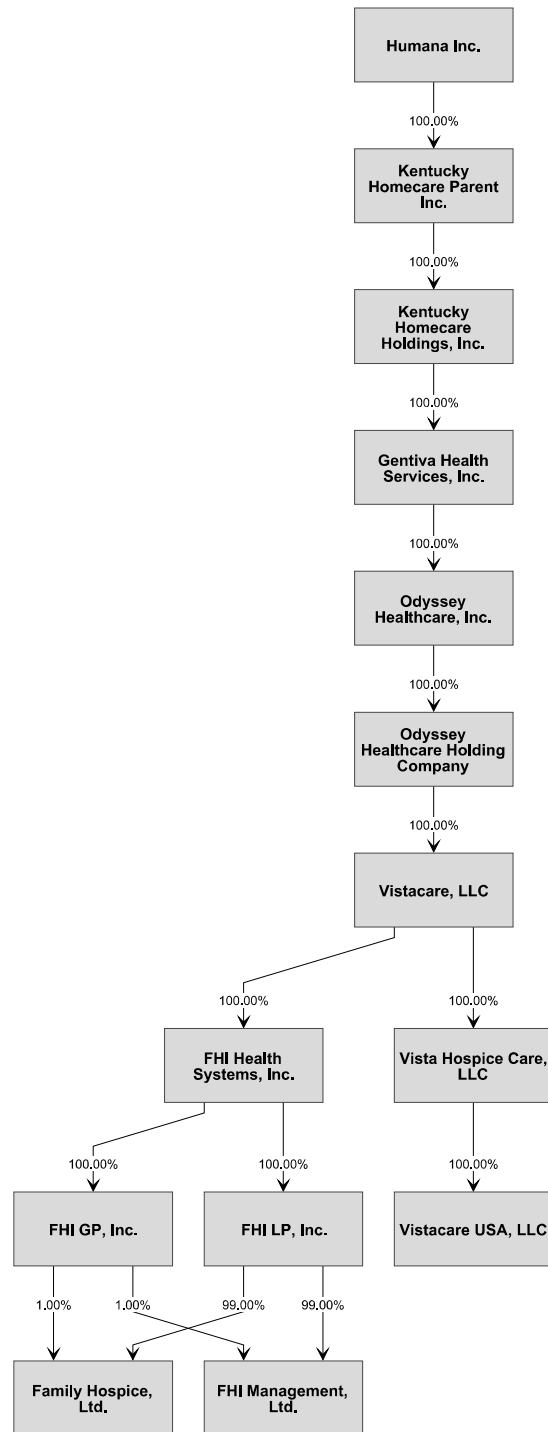 Humana Inc.
100.00%
Kentucky
Homecare Parent
Inc.
100.00%
Kentucky
Homecare
Holdings, Inc.
100.00%
Gentiva Health
Services, Inc.
100.00%
Odyssey
Healthcare, Inc.
100.00%
Odyssey
Healthcare Holding
Company
100.00%
Vistacare, LLC
100.00% 100.00%
FHI Health
Systems, Inc.
Vista Hospice Care,
LLC
100.00% 100.00% 100.00%
FHI GP, Inc.
FHI LP, Inc.
Vistacare USA, LLC
1.00% 1.00% 99.00% 99.00%
Family Hospice,
Ltd.
FHI Management,
Ltd.